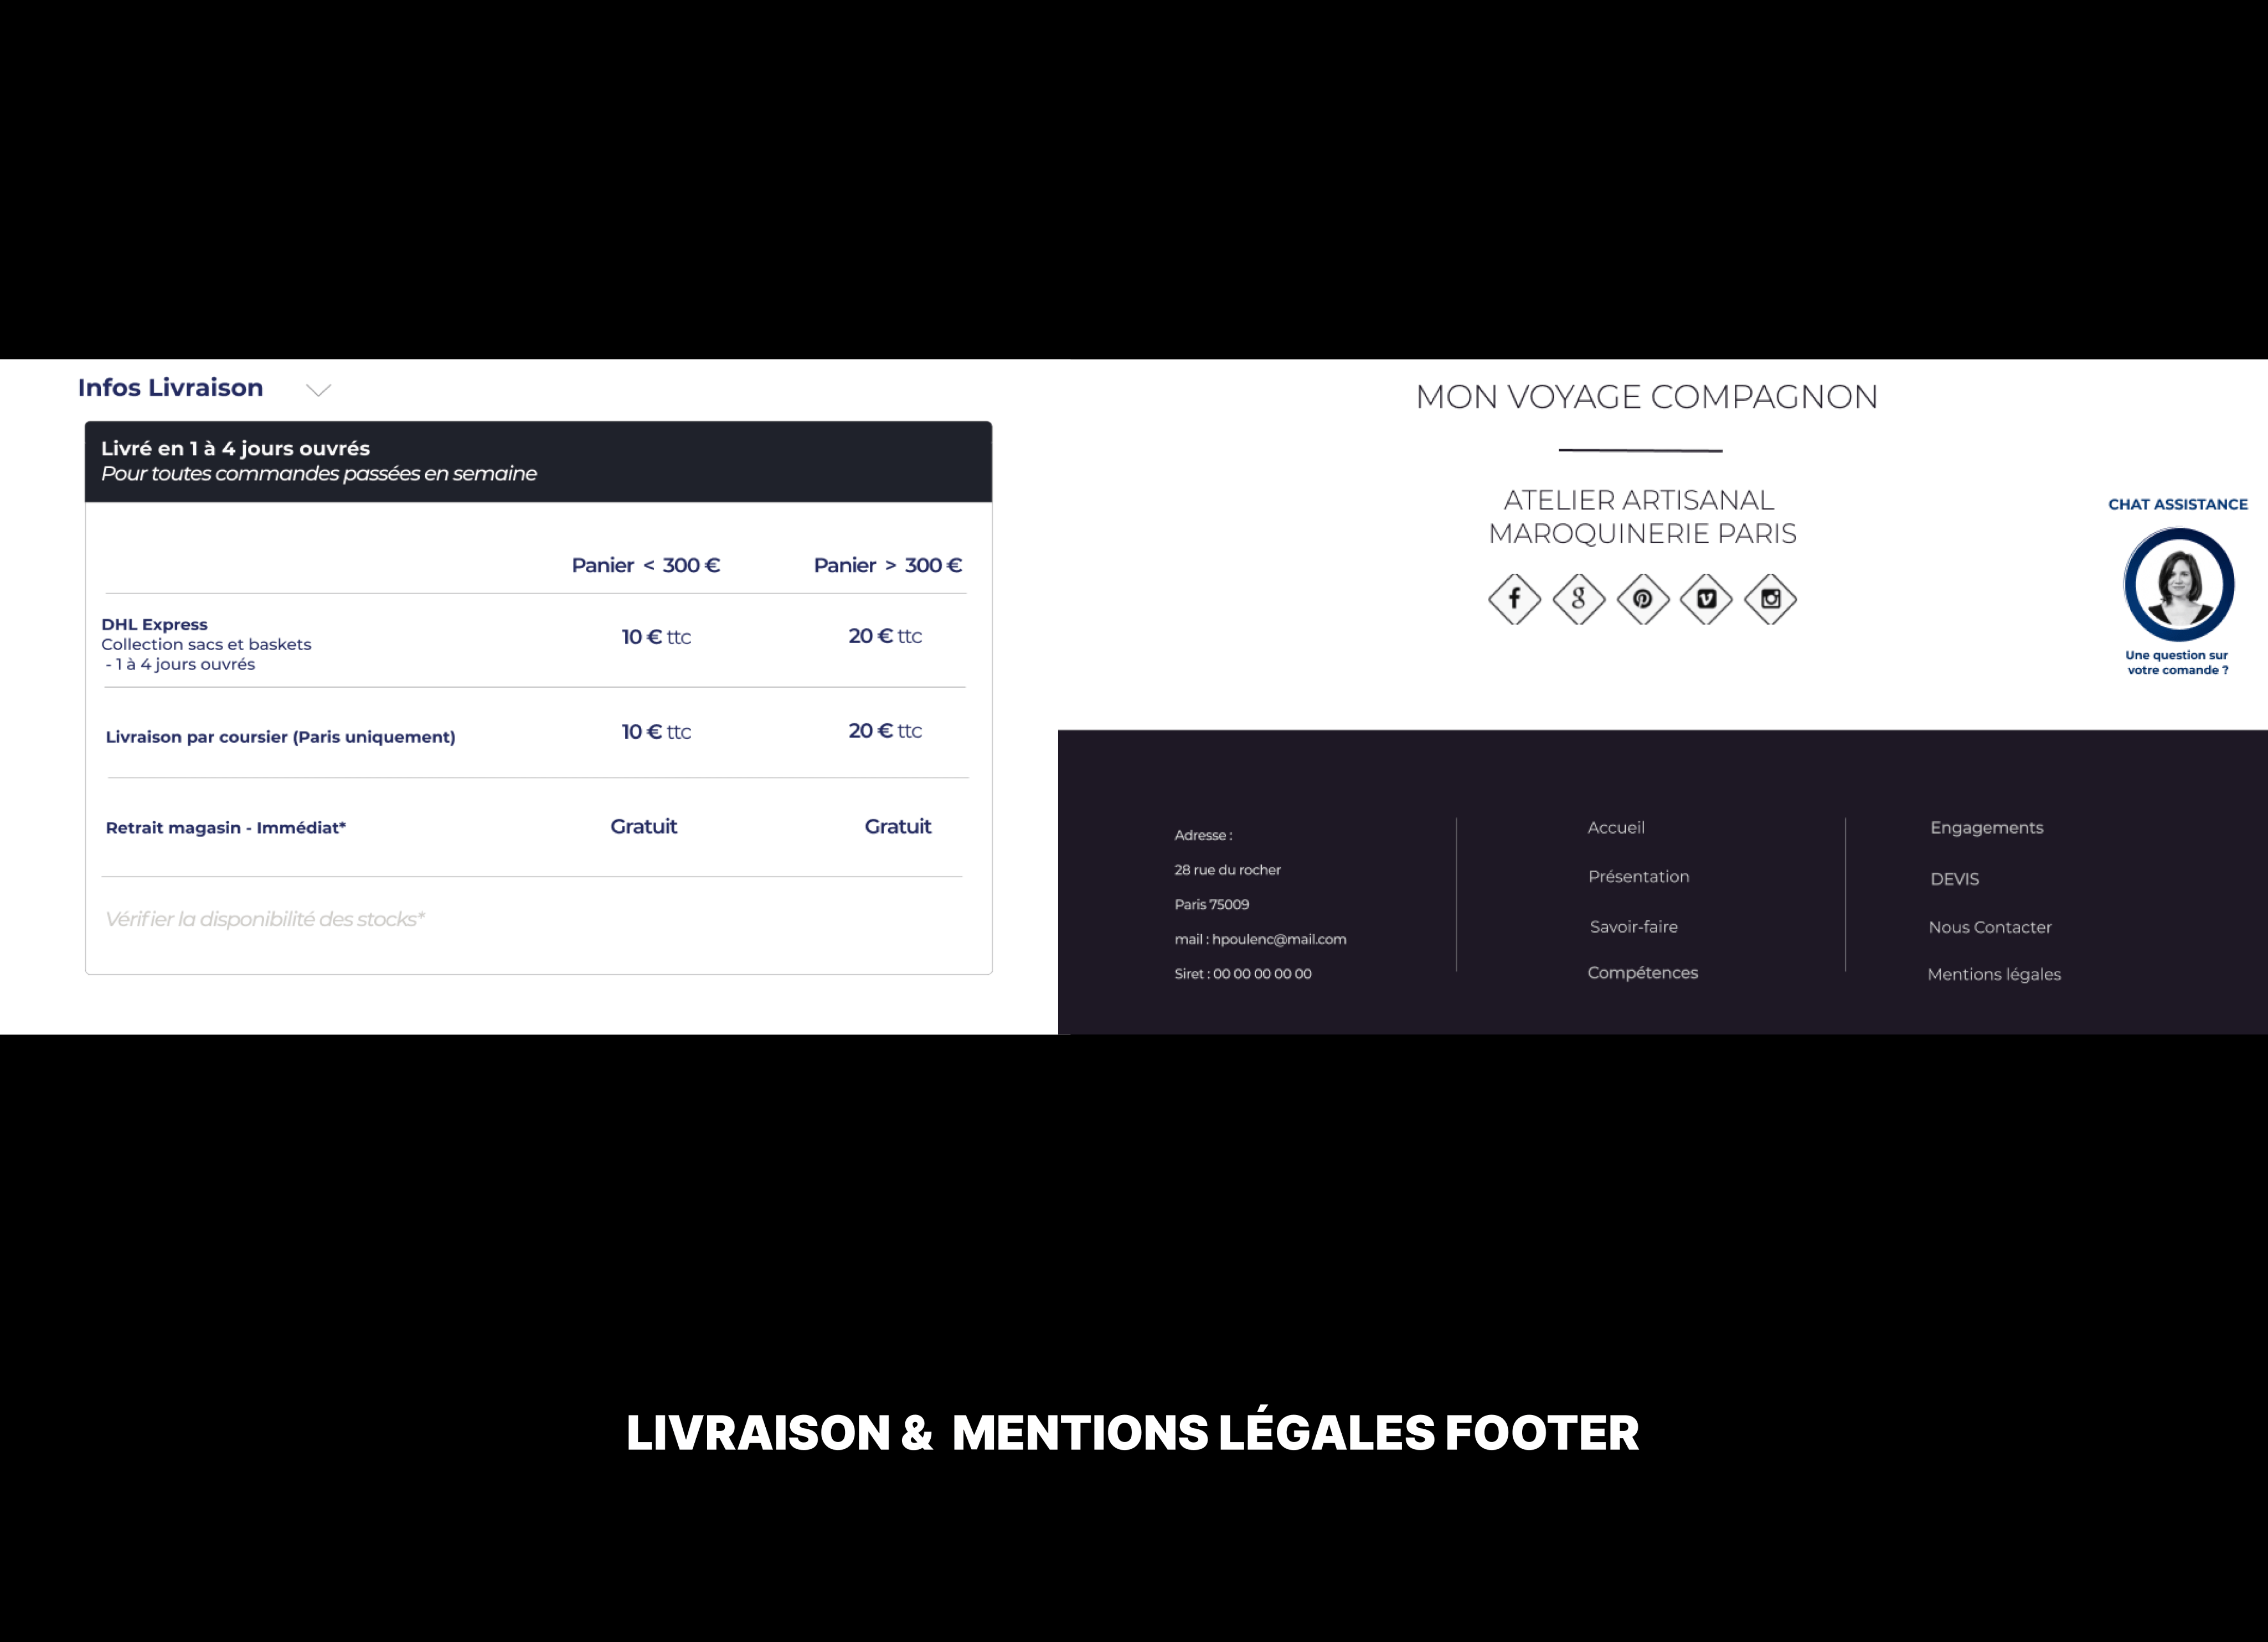 Infos Livraison
Livré en 1 à 4 jours ouvrés
Pour toutes commandes passées en semaine
Panier < 300 € Panier > 300 €
DHL Express
Collection sacs et baskets
- 1 à 4 jours ouvrés
10 € ttc 20 € ttc
Livraison par coursier (Paris uniquement) 10 € ttc 20 € ttc
Retrait magasin - Immédiat* Gratuit Gratuit
Vérifier la disponibilité des stocks*
MON VOYAGE COMPAGNON
ATELIER ARTISANAL
MAROQUINERIE PARIS
CHAT ASSISTANCE
Une question sur
votre comande ?
Adresse :
28 rue du rocher
Paris 75009
mail : hpoulenc@mail.com
Siret : 00 00 00 00 00
Accueil
Présentation
Savoir-faire
Compétences
Engagements
DEVIS
Nous Contacter
Mentions légales
LIVRAISON & MENTIONS LÉGALES FOOTER